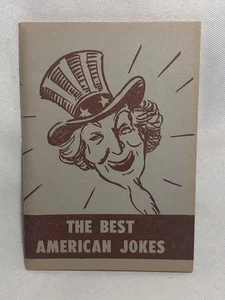 THE BEST
AMERICAN JOKES